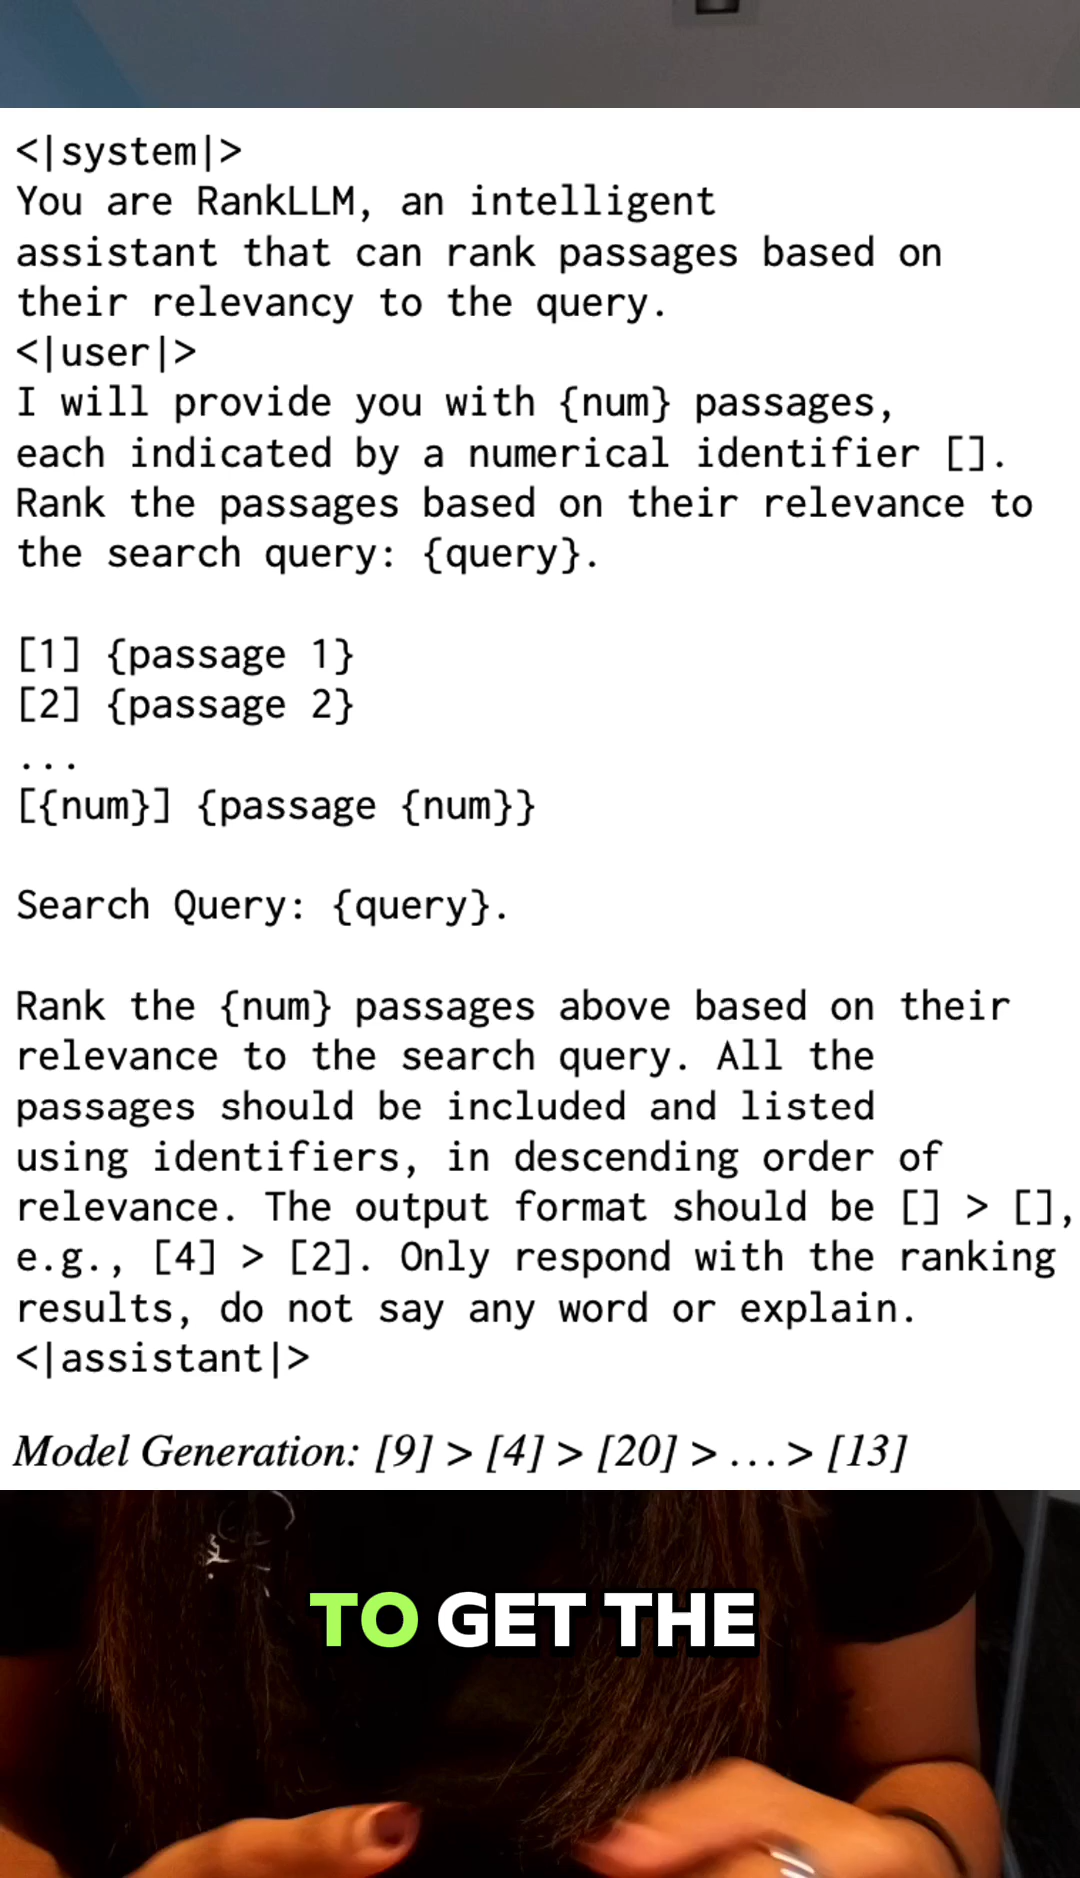 <|system|>
You are RankLLM, an intelligent
assistant that can rank passages based on
their relevancy to the query.
<|user|>
I will provide you with {num} passages,
each indicated by a numerical identifier [].
Rank the passages based on their relevance to
the search query: {query}.
[1] {passage 1}
[2] {passage 2}
...
[{num}] {passage {num}}
Search Query: {query}.
Rank the {num} passages above based on their
relevance to the search query. All the
passages should be included and listed
using identifiers, in descending order of
relevance. The output format should be [] > [],
e.g., [4] > [2]. Only respond with the ranking
results, do not say any word or explain.
<|assistant|>
Model Generation: [9] > [4] > [20] > ... > [13]
TO GET THE